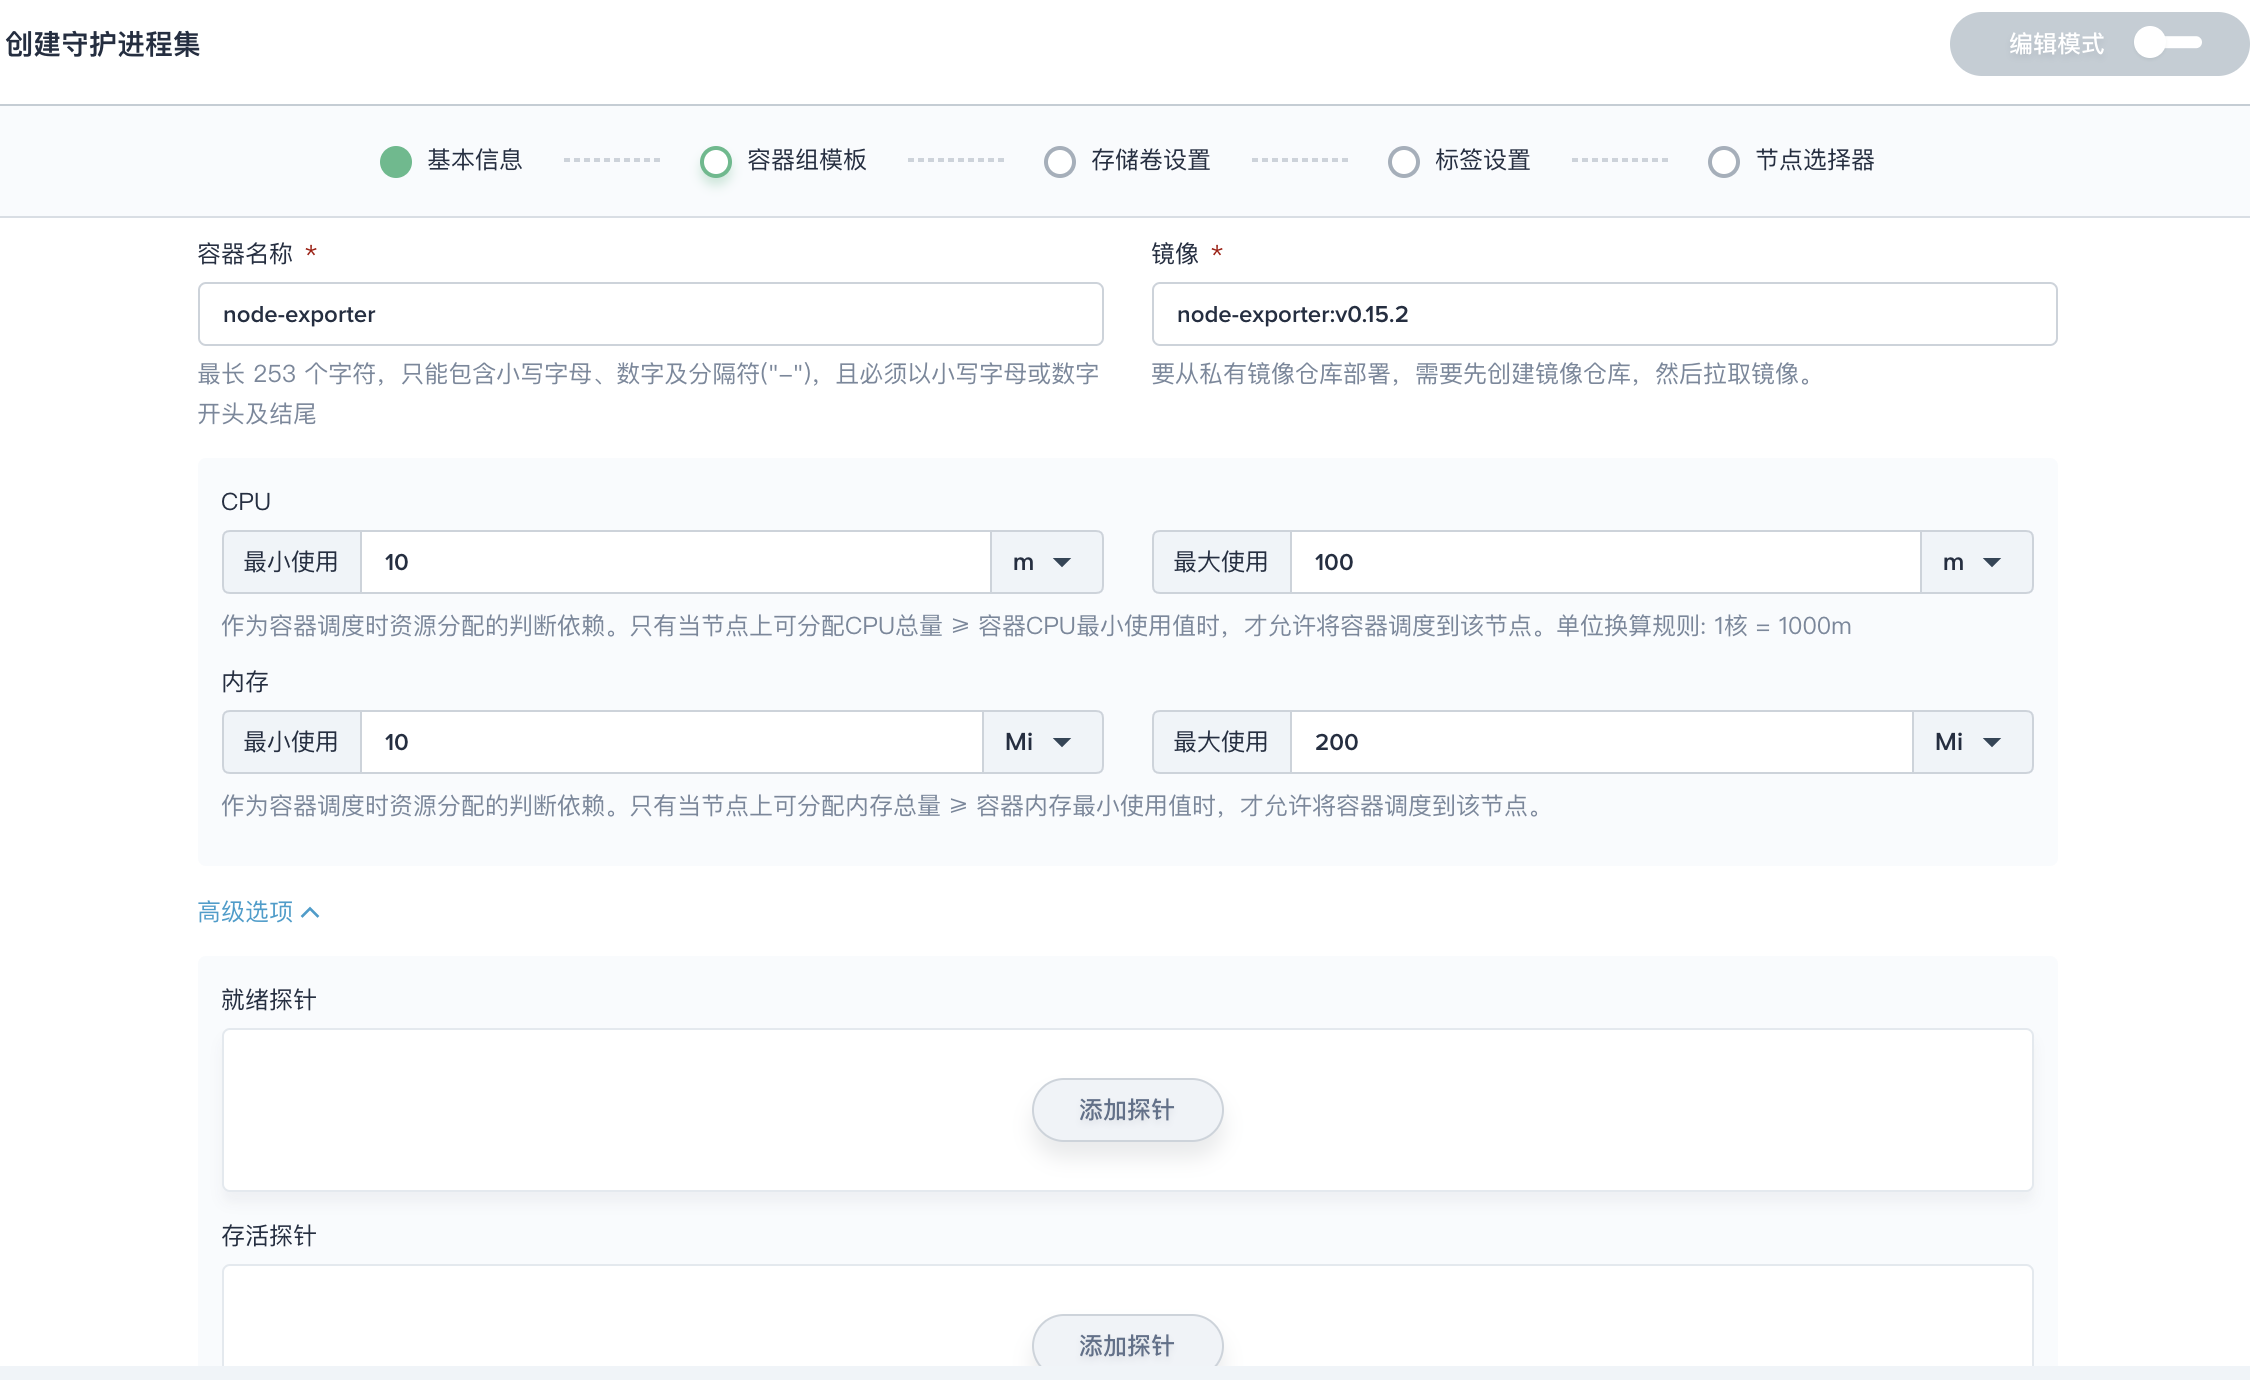 创建守护进程集
编辑模式
基本信息
容器组模板
存储卷设置
标签设置
节点选择器
容器名称 *
镜像 *
node-exporter
node-exporter:v0.15.2
最长 253 个字符，只能包含小写字母、数字及分隔符("-")，且必须以小写字母或数字
开头及结尾
要从私有镜像仓库部署，需要先创建镜像仓库，然后拉取镜像。
CPU
最小使用 10 m
最大使用 100 m
作为容器调度时资源分配的判断依赖。只有当节点上可分配CPU总量 ≥ 容器CPU最小使用值时，才允许将容器调度到该节点。单位换算规则: 1核 = 1000m
内存
最小使用 10 Mi
最大使用 200 Mi
作为容器调度时资源分配的判断依赖。只有当节点上可分配内存总量 ≥ 容器内存最小使用值时，才允许将容器调度到该节点。
高级选项
就绪探针
添加探针
存活探针
添加探针